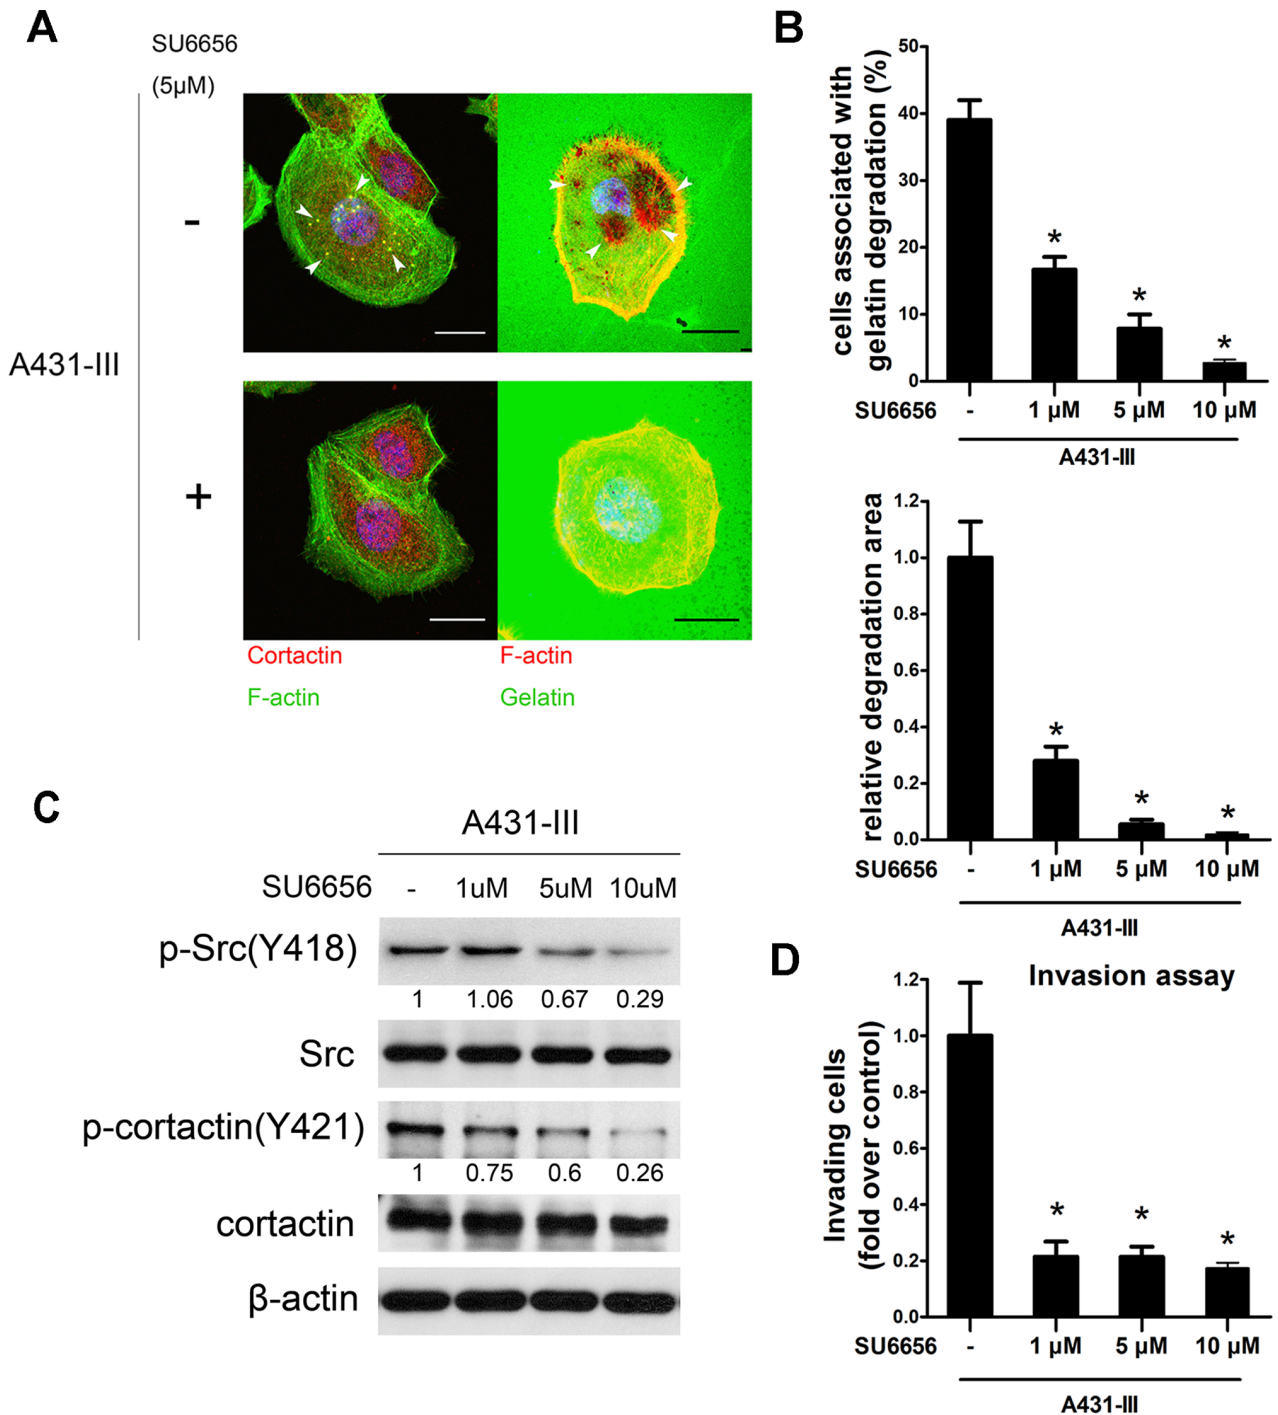 A
SU6656
(5µM)
-
A431-III
+
Cortactin
F-actin
F-actin
Gelatin
B
cells associated with
gelatin degradation (%)
50
40
30
20
10
0
*
*
*
SU6656 - 1 µM 5 µM 10 µM
A431-III
relative degradation area
1.2
1.0
0.8
0.6
0.4
0.2
0.0
*
*
*
SU6656 - 1 µM 5 µM 10 µM
A431-III
C
A431-III
SU6656 - 1uM 5uM 10uM
p-Src(Y418)
1 1.06 0.67 0.29
Src
p-cortactin(Y421)
1 0.75 0.6 0.26
cortactin
β-actin
D
Invasion assay
Invading cells
(fold over control)
1.2
1.0
0.8
0.6
0.4
0.2
0.0
*
*
*
SU6656 - 1 µM 5 µM 10 µM
A431-III